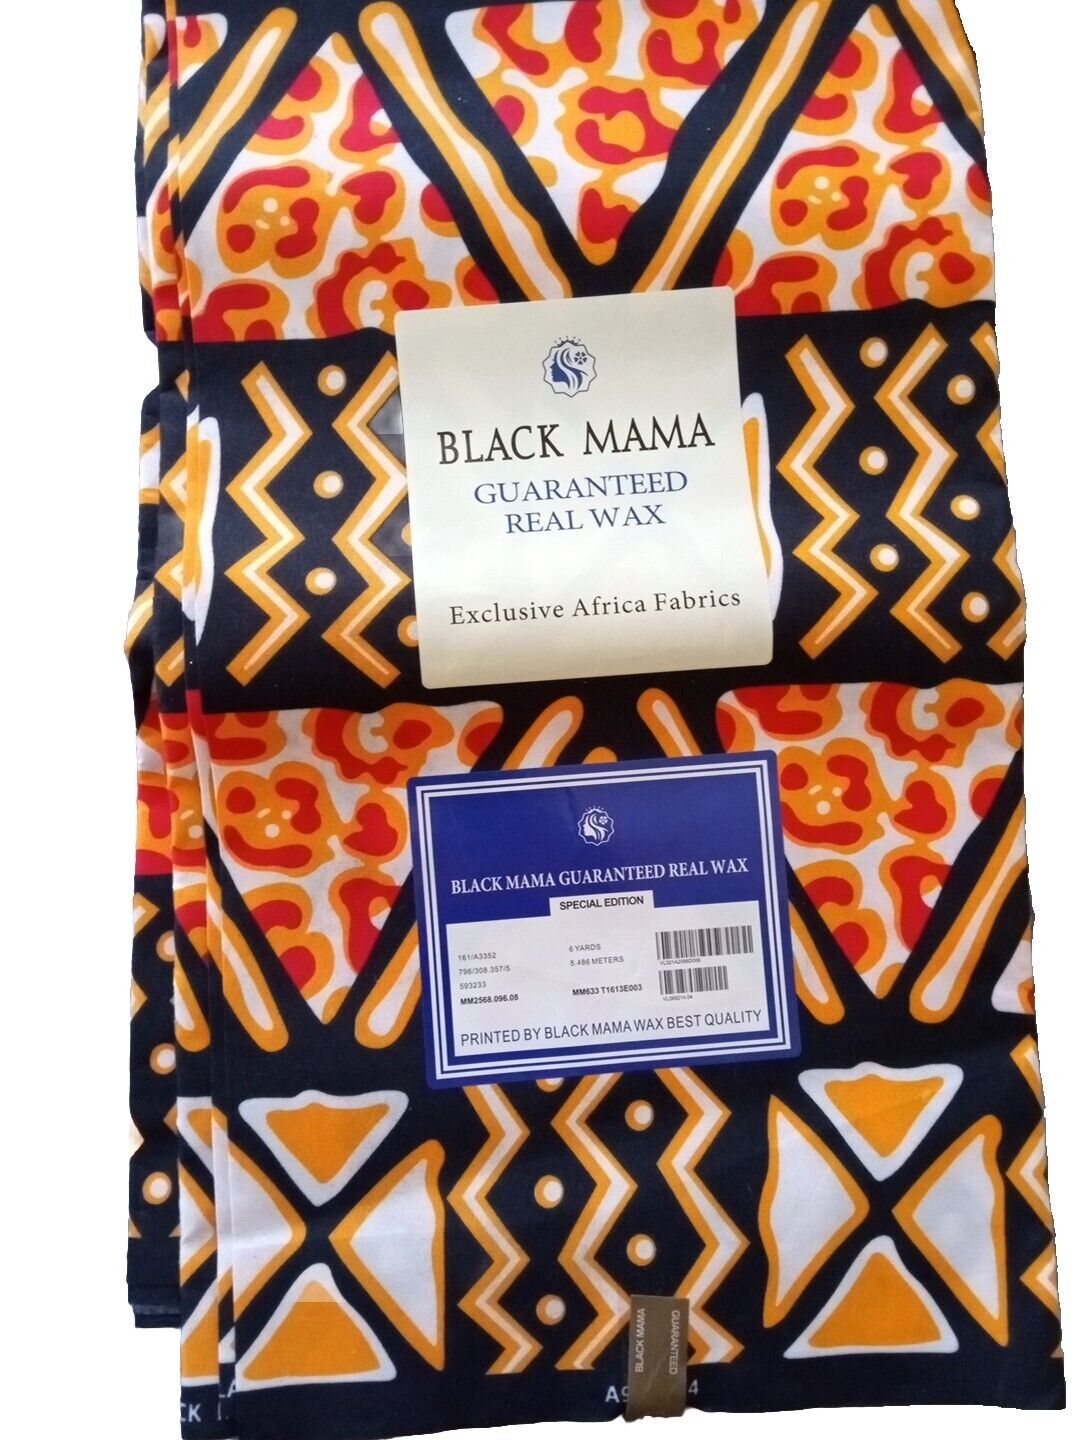 BLACK MAMA
GUARANTEED
REAL WAX
Exclusive Africa Fabrics
BLACK MAMA GUARANTEED REAL WAX
SPECIAL EDITION
161/A3352
796/308.357/5
593233
MM2568.096.08
6 YARDS
5.486 METERS
MM633 T1613E003
VL069214.04
PRINTED BY BLACK MAMA WAX BEST QUALITY
BLACK MAMA
GUARANTEED